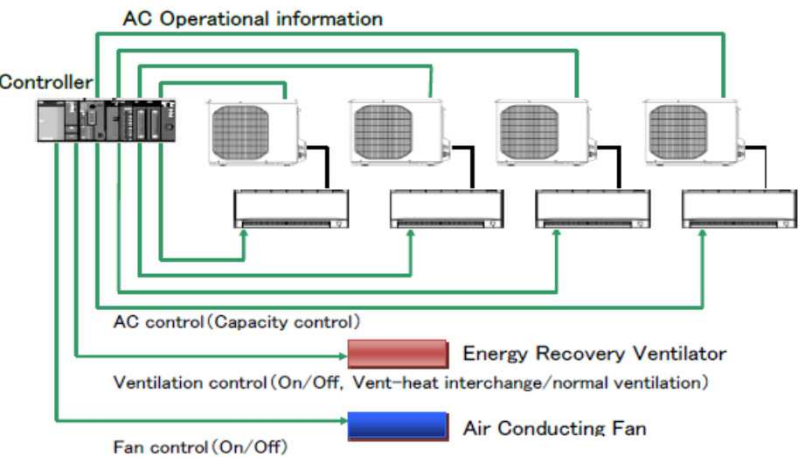 AC Operational information
Controller
AC control(Capacity control)
Energy Recovery Ventilator
Ventilation control(On/Off, Vent-heat interchange/normal ventilation)
Air Conducting Fan
Fan control(On/Off)